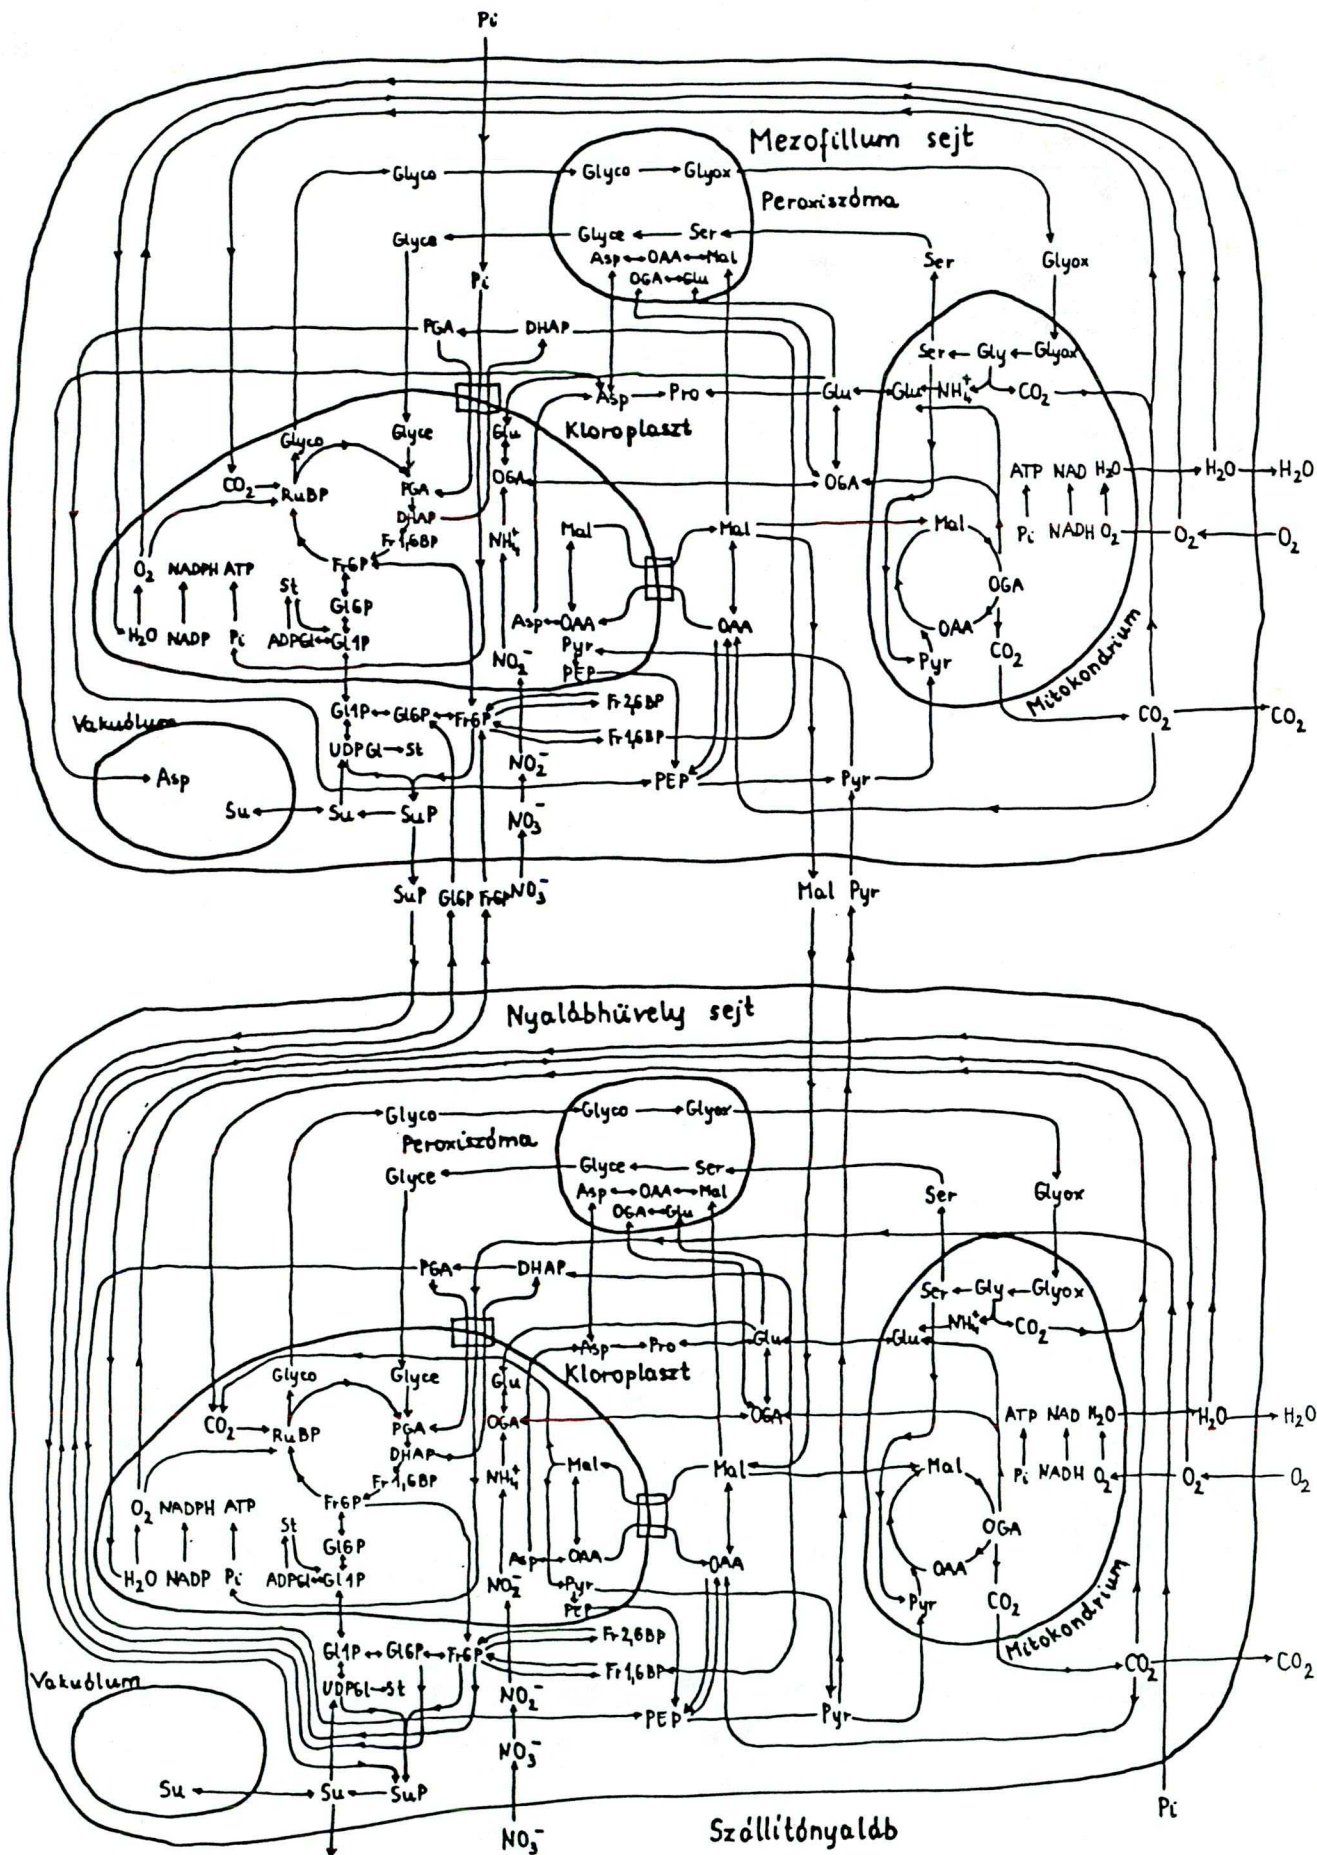 Pi
Mezofillum sejt
Glyco Glyco Glyox
Peroxiszóma
Glyce Glyce Ser
Asp OAA Mal Ser Glyox
Pi OGA Glu
PGA DHAP
Ser Gly Glyox
Asp Pro Glu Glu NH₄⁺ CO₂
Glyco Glyce Glu Kloroplaszt
CO₂ RuBP PGA OGA OGA ATP NAD H₂O H₂O H₂O
DHAP
Fr1,6BP NH₄⁺ Mal Mal Mal Pi NADH O₂ O₂ O₂
O₂ NADPH ATP Fr6P
St Gl6P OGA
H₂O NADP Pi ADPGl Gl1P Asp OAA OAA OAA
NO₂⁻ Pyr CO₂
PEP Pyr
Mitokondrium
Vakuólum Gl1P Gl6P Fr6P Fr2,6BP CO₂ CO₂
UDPGl St Fr1,6BP
NO₂⁻
Asp PEP Pyr
Su Su SuP NO₃⁻
SuP Gl6P Fr6P NO₃⁻ Mal Pyr
Nyalábhüvely sejt
Glyco Glyco Glyox
Peroxiszóma
Glyce Glyce Ser
Asp OAA Mal Ser Glyox
OGA Glu
PGA DHAP
Ser Gly Glyox
NH₄⁺ CO₂
Asp Pro Glu Glu
Glyco Glyce Gu Kloroplaszt
CO₂ RuBP PGA OGA OGA ATP NAD H₂O H₂O H₂O
DHAP
Fr1,6BP NH₄⁺ Mal Mal Mal Pi NADH O₂ O₂ O₂
O₂ NADPH ATP Fr6P
St Gl6P OGA
H₂O NADP Pi ADPGl Gl1P Asp OAA OAA OAA
NO₂⁻ Pyr Pyr CO₂
PEP
Mitokondrium
Vakuólum Gl1P Gl6P Fr6P Fr2,6BP CO₂ CO₂
UDPGl St Fr1,6BP
NO₂⁻ PEP Pyr
NO₃⁻
Su Su SuP Pi
NO₃⁻ Szállítónyaláb